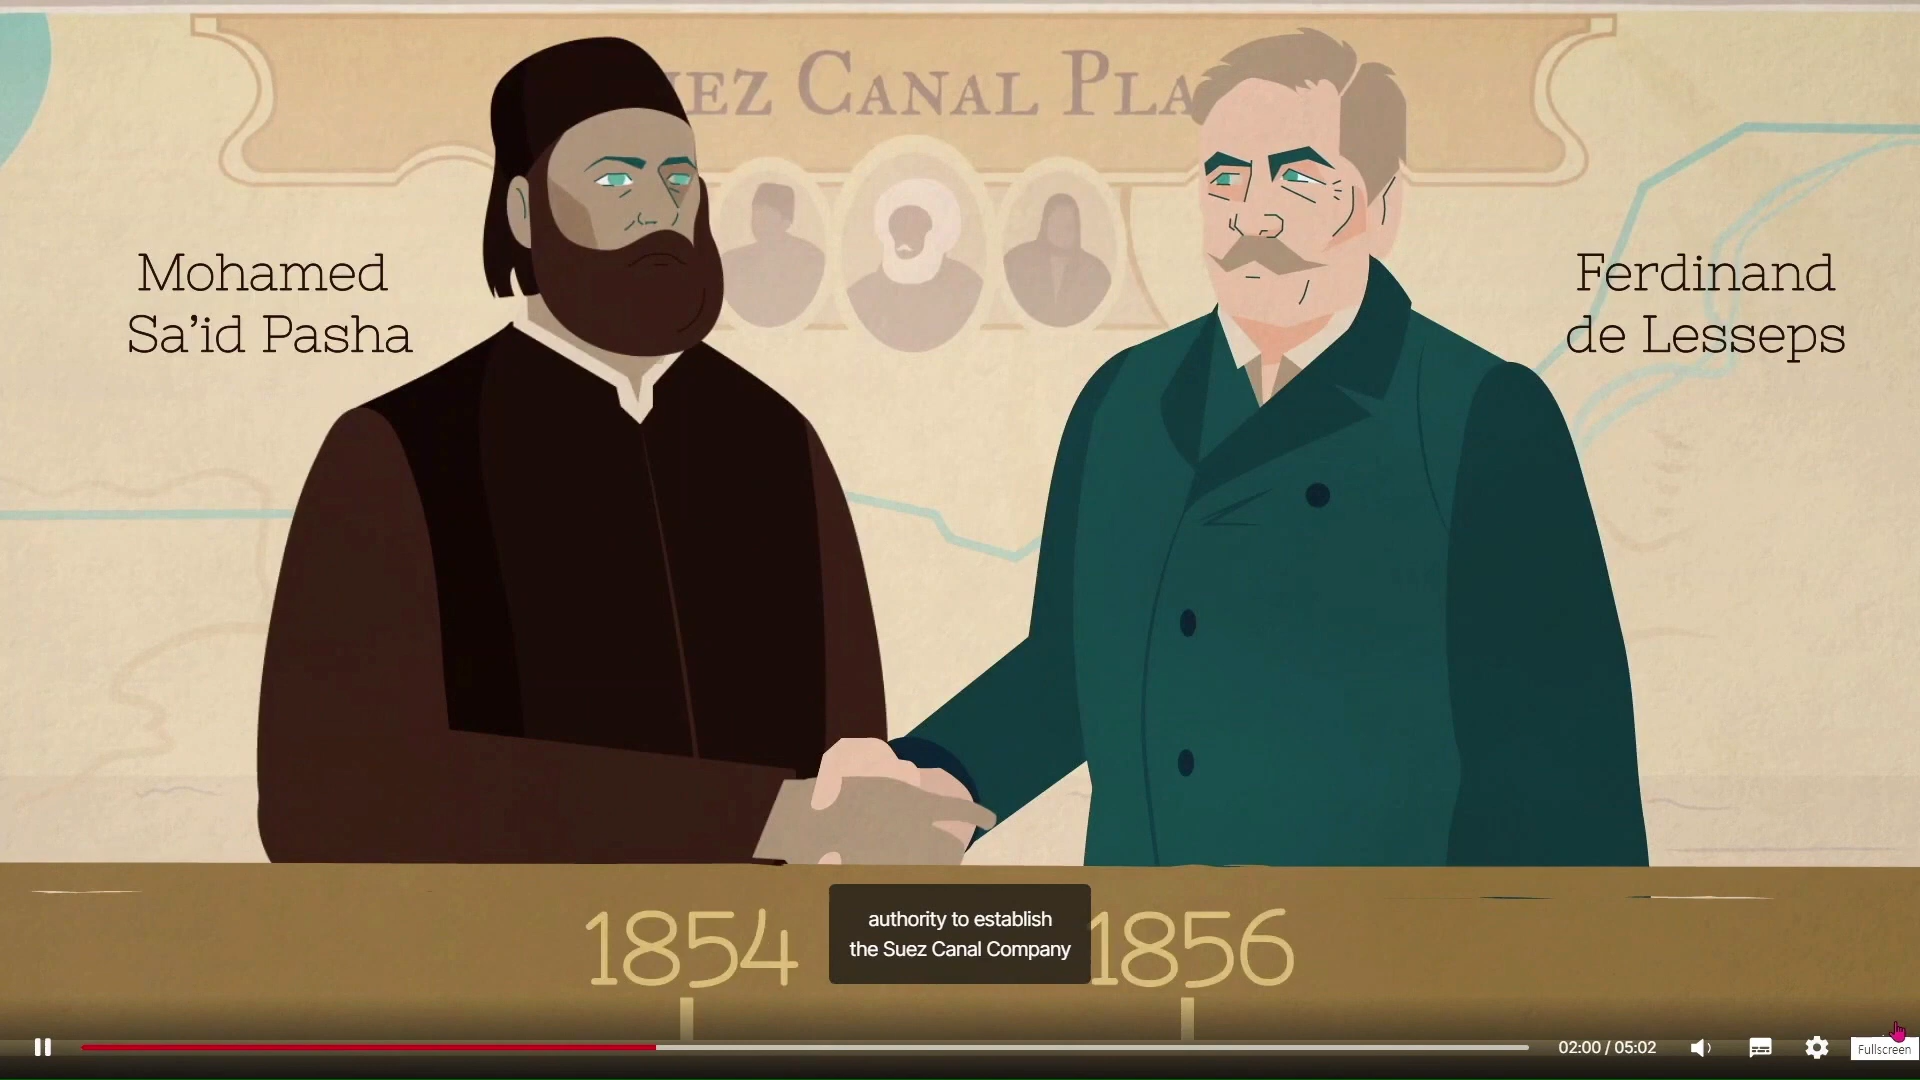 EZ CANAL PLA
Mohamed
Sa'id Pasha
Ferdinand
de Lesseps
1854
authority to establish
the Suez Canal Company
1856
02:00 / 05:02
Fullscreen